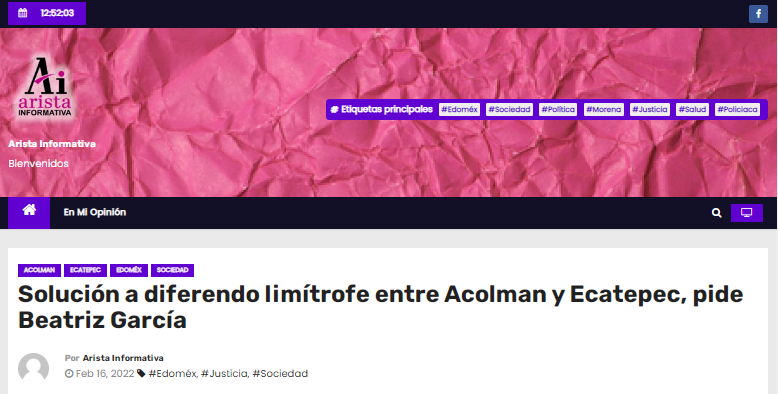 12:52:03
Ai
arista
INFORMATIVA
Etiquetas principales #Edoméx #Sociedad #Política #Morena #Justicia #Salud #Policiaca
Arista Informativa
Bienvenidos
En Mi Opinión
ACOLMAN ECATEPEC EDOMÉX SOCIEDAD
Solución a diferendo limítrofe entre Acolman y Ecatepec, pide
Beatriz García
Por Arista Informativa
Feb 16, 2022 #Edoméx, #Justicia, #Sociedad